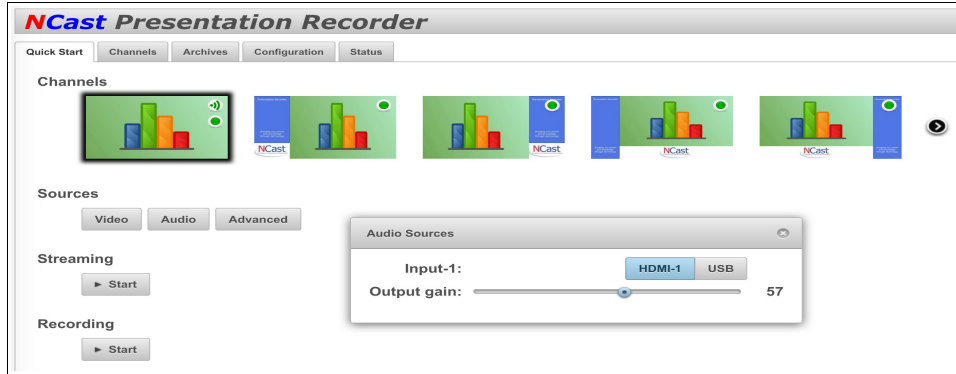 NCast Presentation Recorder
Quick Start Channels Archives Configuration Status
Channels
NCast NCast NCast NCast
Sources
Video Audio Advanced
Audio Sources
Input-1: HDMI-1 USB
Output gain: 57
Streaming
Start
Recording
Start